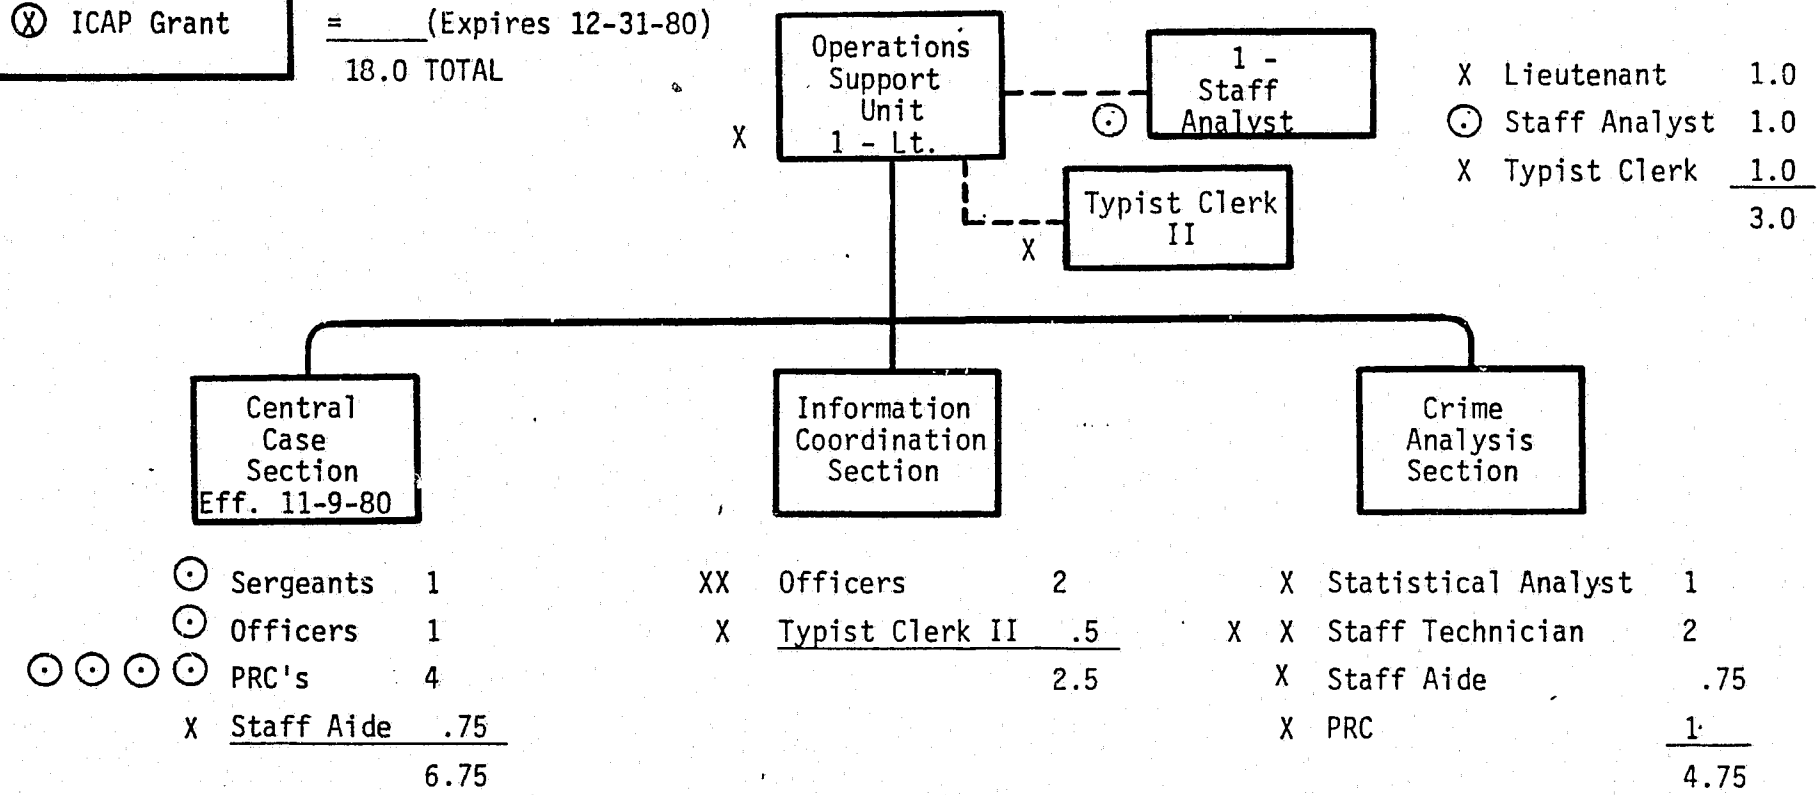 Ⓧ ICAP Grant = ____(Expires 12-31-80)
18.0 TOTAL
Operations
Support
Unit
1 - Lt.
X
1 -
Staff
Analyst
⊙
Typist Clerk
II
X
X Lieutenant 1.0
⊙ Staff Analyst 1.0
X Typist Clerk 1.0
3.0
Central
Case
Section
Eff. 11-9-80
⊙ Sergeants 1
⊙ Officers 1
⊙ ⊙ ⊙ ⊙ PRC's 4
X Staff Aide .75
6.75
Information
Coordination
Section
XX Officers 2
X Typist Clerk II .5
2.5
Crime
Analysis
Section
X Statistical Analyst 1
X X Staff Technician 2
X Staff Aide .75
X PRC 1
4.75